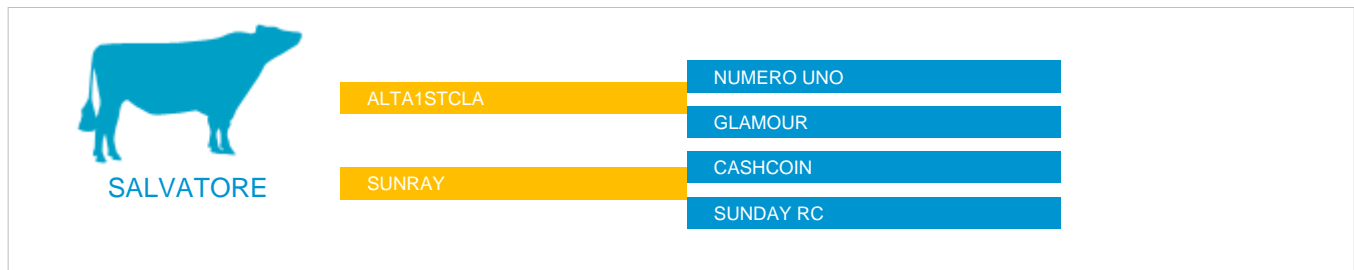 SALVATORE
ALTA1STCLA
SUNRAY
NUMERO UNO
GLAMOUR
CASHCOIN
SUNDAY RC